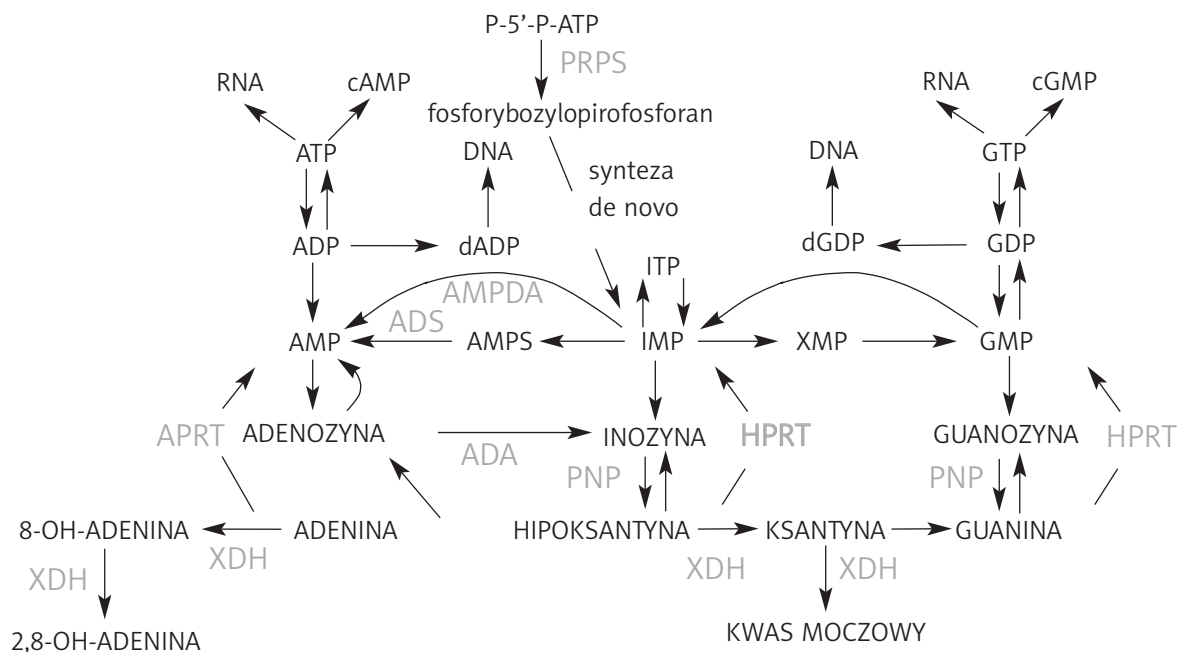 P-5'-P-ATP
PRPS
RNA cAMP RNA cGMP
fosforybozylopirofosforan
ATP DNA DNA GTP
synteza
de novo
ADP dADP dGDP GDP
ITP
AMPDA
ADS
AMP AMPS IMP XMP GMP
APRT ADENOZYNA INOZYNA HPRT GUANOZYNA HPRT
ADA
PNP PNP
8-OH-ADENINA ADENINA HIPOKSANTYNA KSANTYNA GUANINA
XDH XDH XDH XDH
2,8-OH-ADENINA KWAS MOCZOWY